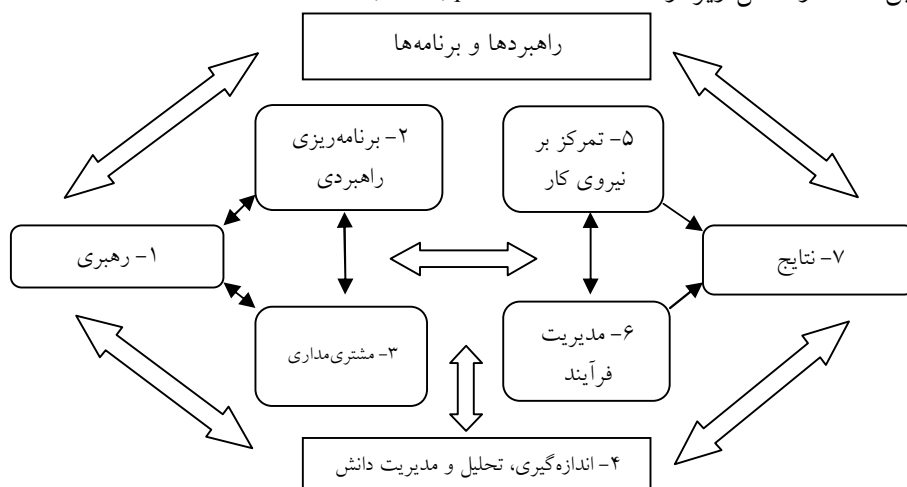 راهبردها و برنامه‌ها
۲- برنامه‌ریزی
راهبردی
۵- تمرکز بر
نیروی کار
۱- رهبری
۷- نتایج
۳- مشتری‌مداری
۶- مدیریت
فرآیند
۴- اندازه‌گیری، تحلیل و مدیریت دانش